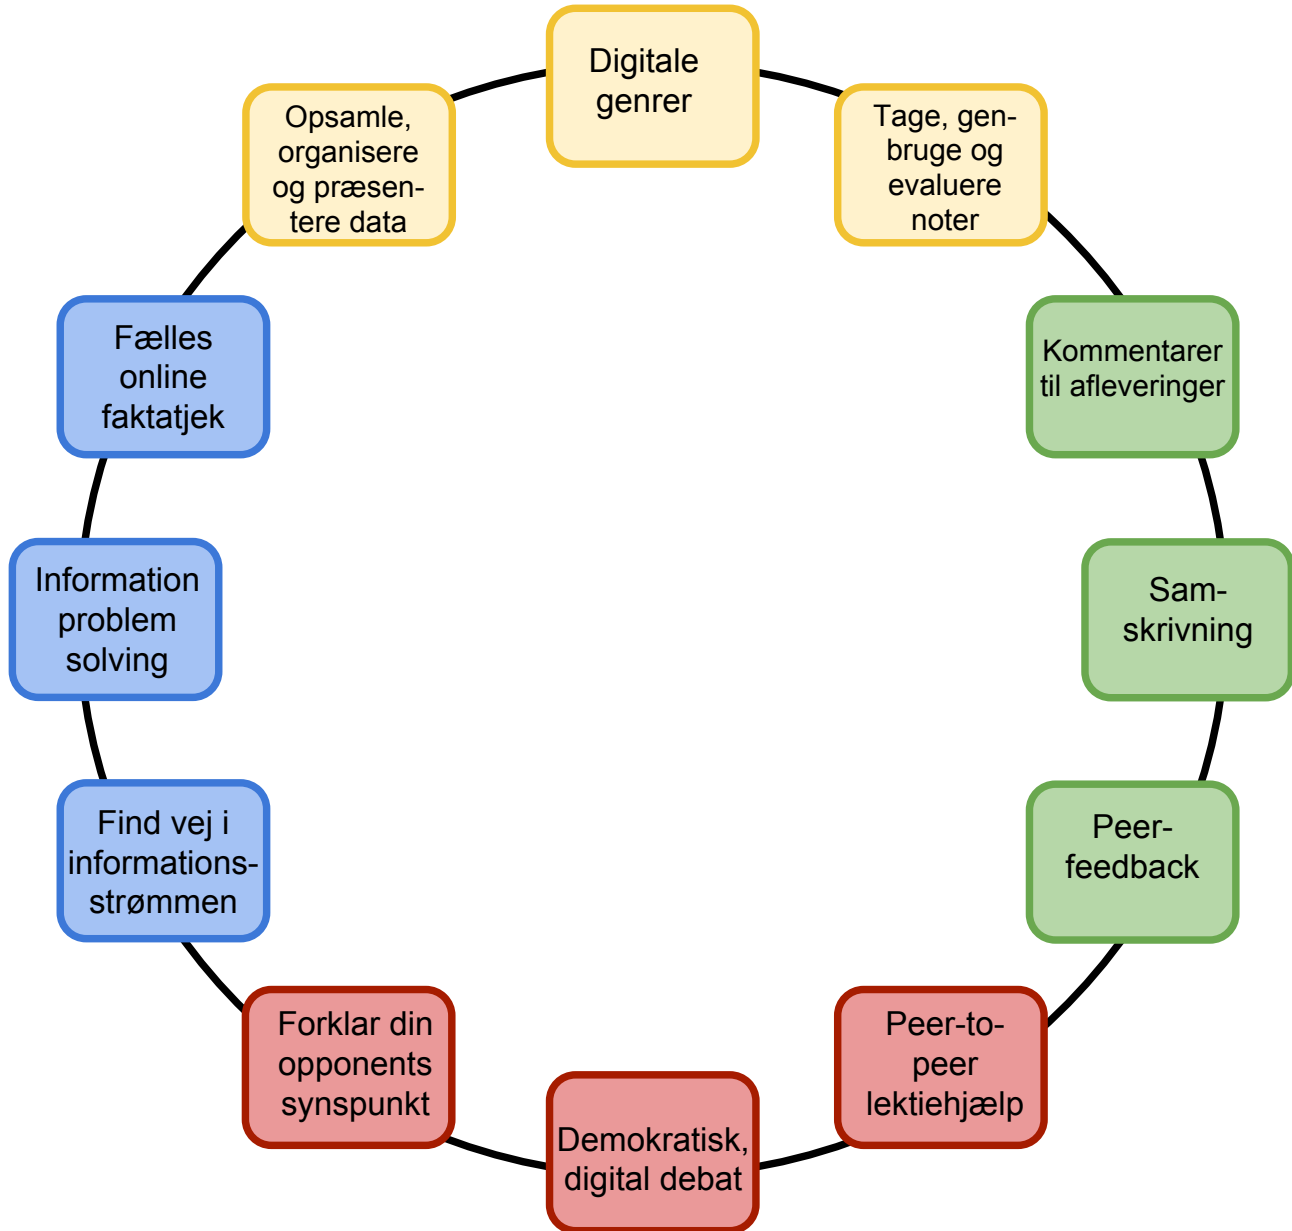 Digitale
genrer
Tage, gen-
bruge og
evaluere
noter
Kommentarer
til afleveringer
Sam-
skrivning
Peer-
feedback
Peer-to-
peer
lektiehjælp
Demokratisk,
digital debat
Forklar din
opponents
synspunkt
Find vej i
informations-
strømmen
Information
problem
solving
Fælles
online
faktatjek
Opsamle,
organisere
og præsen-
tere data